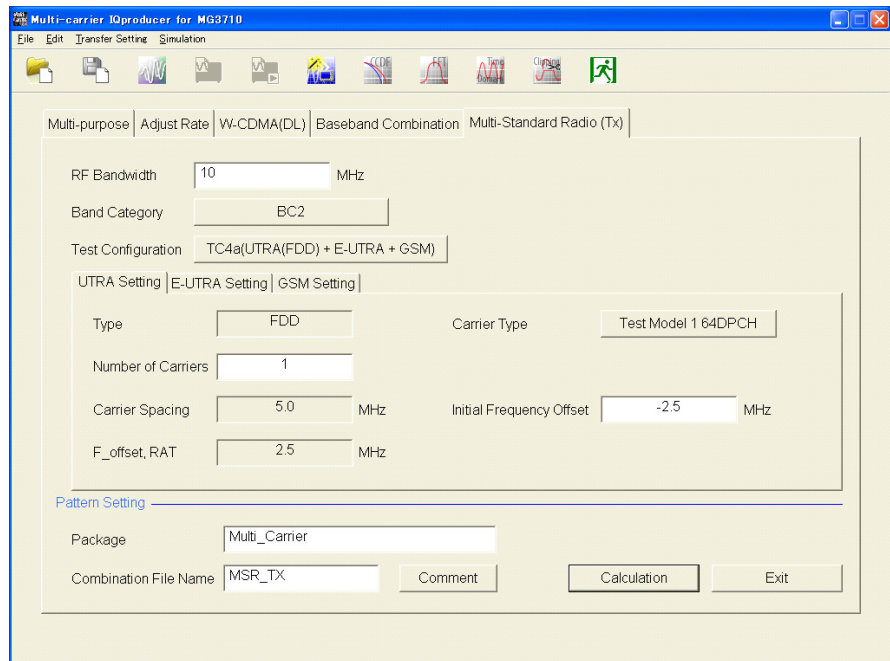 Multi-carrier IQproducer for MG3710
File Edit Transfer Setting Simulation
CCDF FFT Time Domain Clipping
Multi-purpose Adjust Rate W-CDMA(DL) Baseband Combination Multi-Standard Radio (Tx)
RF Bandwidth 10 MHz
Band Category BC2
Test Configuration TC4a(UTRA(FDD) + E-UTRA + GSM)
UTRA Setting E-UTRA Setting GSM Setting
Type FDD Carrier Type Test Model 1 64DPCH
Number of Carriers 1
Carrier Spacing 5.0 MHz Initial Frequency Offset -2.5 MHz
F_offset, RAT 2.5 MHz
Pattern Setting
Package Multi_Carrier
Combination File Name MSR_TX Comment Calculation Exit